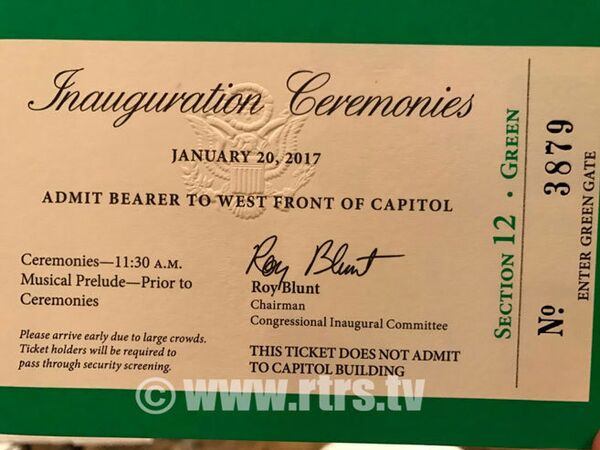 Inauguration Ceremonies
JANUARY 20, 2017
ADMIT BEARER TO WEST FRONT OF CAPITOL
Ceremonies—11:30 A.M.
Musical Prelude—Prior to
Ceremonies
Please arrive early due to large crowds.
Ticket holders will be required to
pass through security screening.
Roy Blunt
Roy Blunt
Chairman
Congressional Inaugural Committee
THIS TICKET DOES NOT ADMIT
TO CAPITOL BUILDING
SECTION 12 · GREEN
No 3879
ENTER GREEN GATE
© www.rtrs.tv